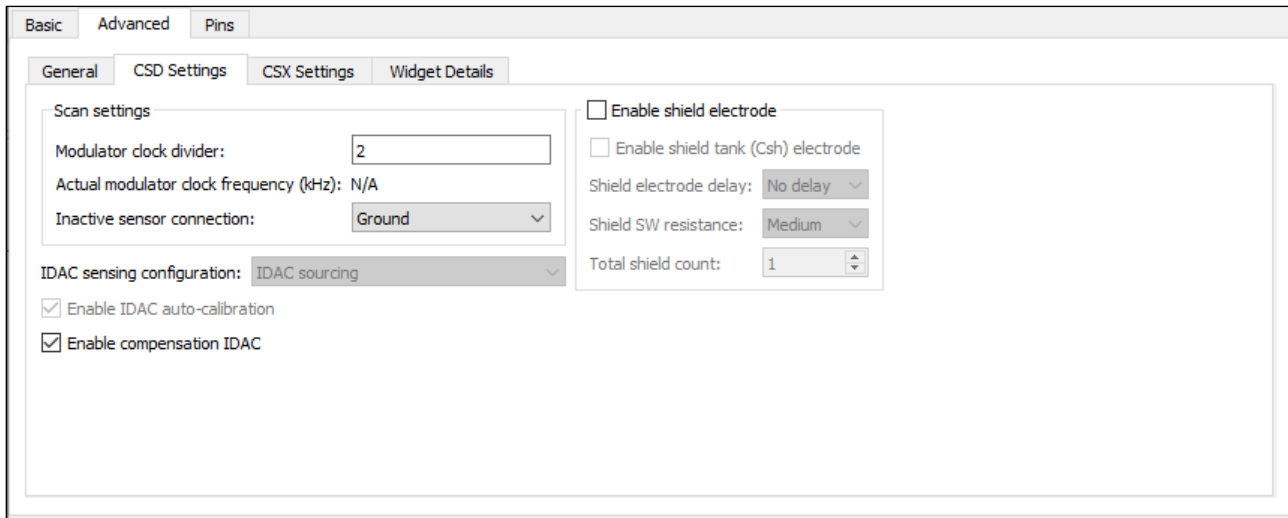 Basic Advanced Pins
General CSD Settings CSX Settings Widget Details
Scan settings
Modulator clock divider: 2
Actual modulator clock frequency (kHz): N/A
Inactive sensor connection: Ground
IDAC sensing configuration: IDAC sourcing
Enable IDAC auto-calibration
Enable compensation IDAC
Enable shield electrode
Enable shield tank (Csh) electrode
Shield electrode delay: No delay
Shield SW resistance: Medium
Total shield count: 1